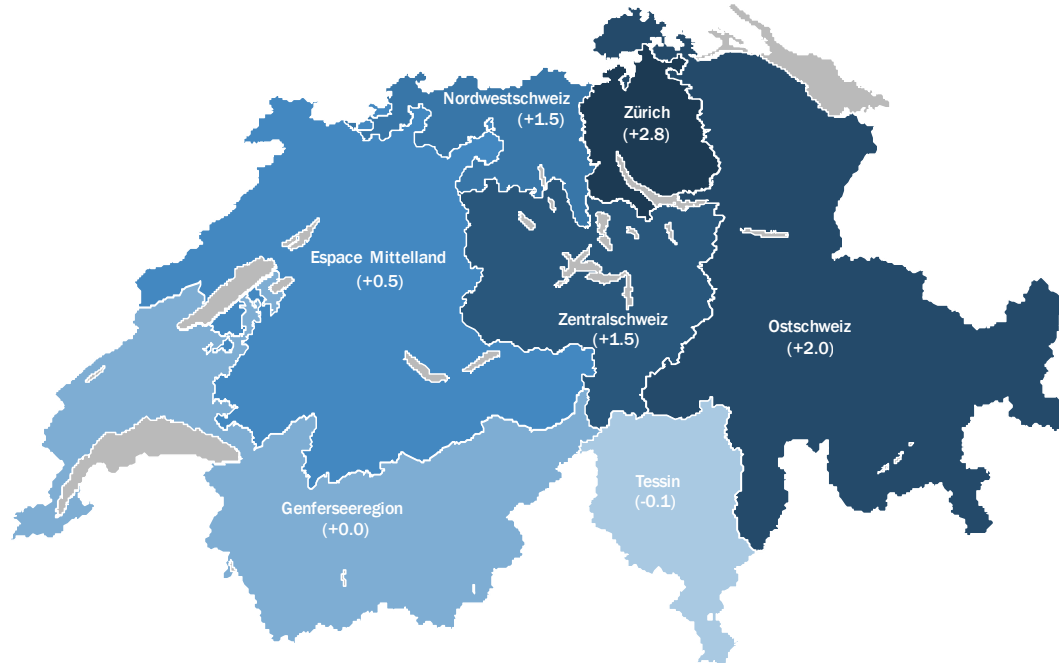 Nordwestschweiz
(+1.5)
Zürich
(+2.8)
Espace Mittelland
(+0.5)
Zentralschweiz
(+1.5)
Ostschweiz
(+2.0)
Genferseeregion
(+0.0)
Tessin
(-0.1)